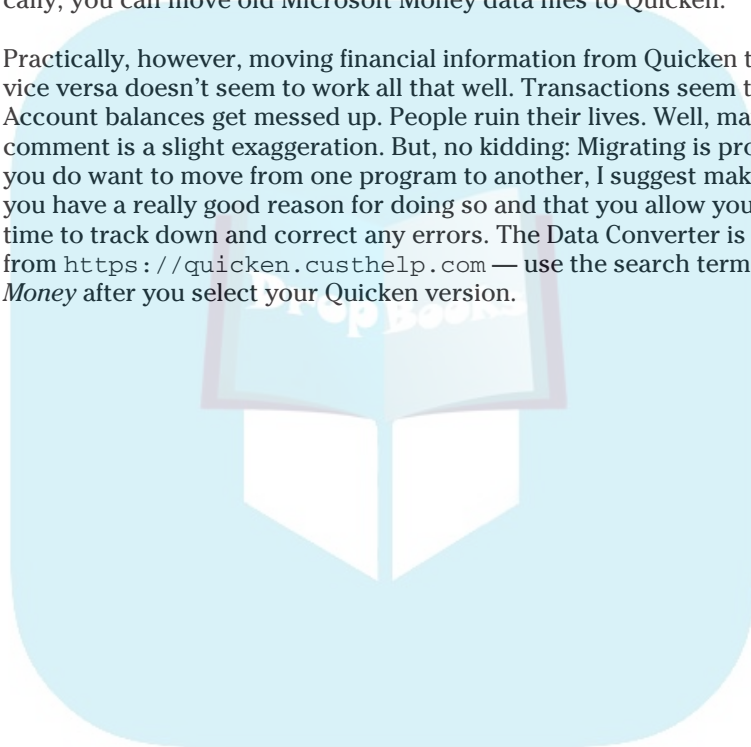 cally, you can move old Microsoft Money data files to Quicken.
Practically, however, moving financial information from Quicken t
vice versa doesn't seem to work all that well. Transactions seem t
Account balances get messed up. People ruin their lives. Well, ma
comment is a slight exaggeration. But, no kidding: Migrating is pro
you do want to move from one program to another, I suggest mak
you have a really good reason for doing so and that you allow you
time to track down and correct any errors. The Data Converter is
from https://quicken.custhelp.com — use the search term
Money after you select your Quicken version.
Drop Books